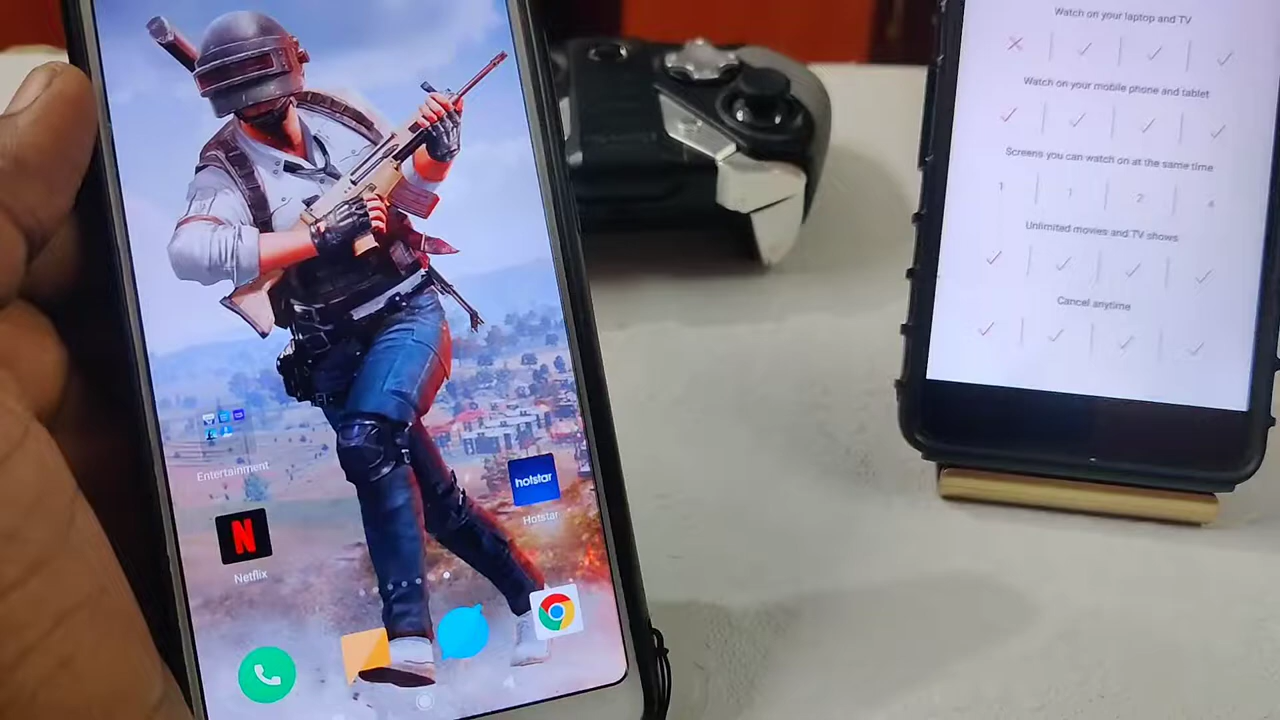 Entertainment
N
Netflix
hotstar
Hotstar
Watch on your laptop and TV
Watch on your mobile phone and tablet
Screens you can watch on at the same time
1 1 2 4
Unlimited movies and TV shows
Cancel anytime